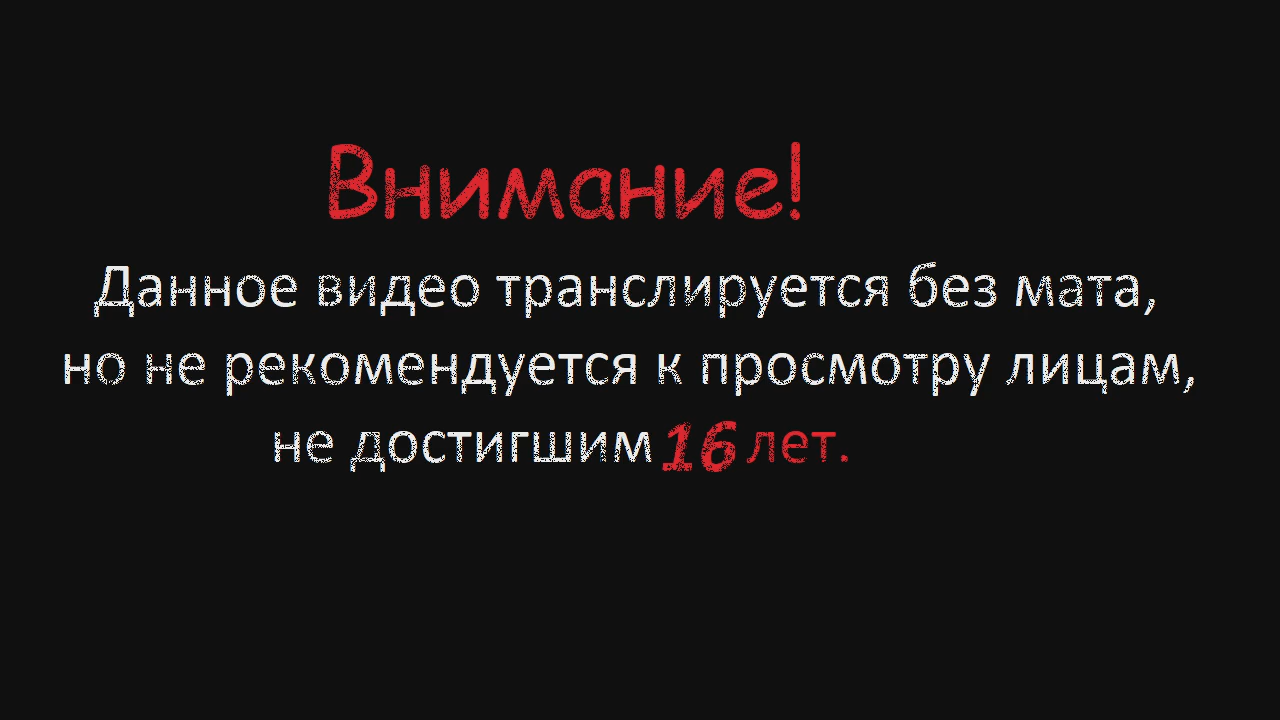 Внимание!
Данное видео транслируется без мата,
но не рекомендуется к просмотру лицам,
не достигшим 16 лет.